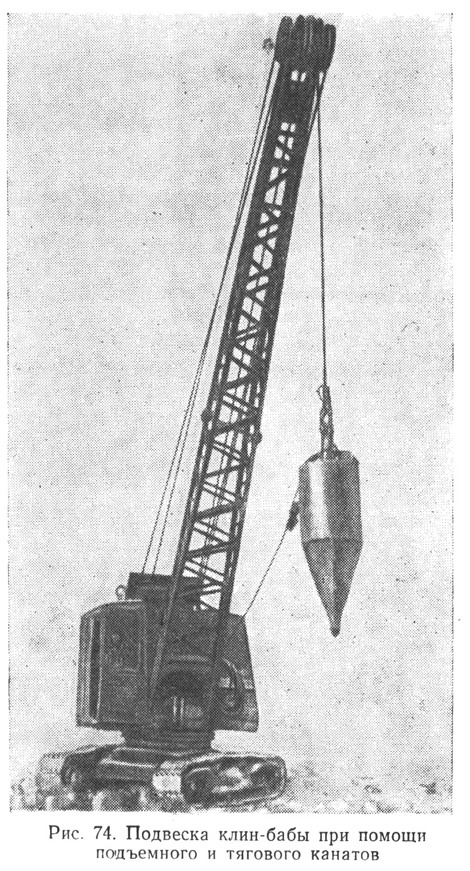 Рис. 74. Подвеска клин-бабы при помощи
подъемного и тягового канатов